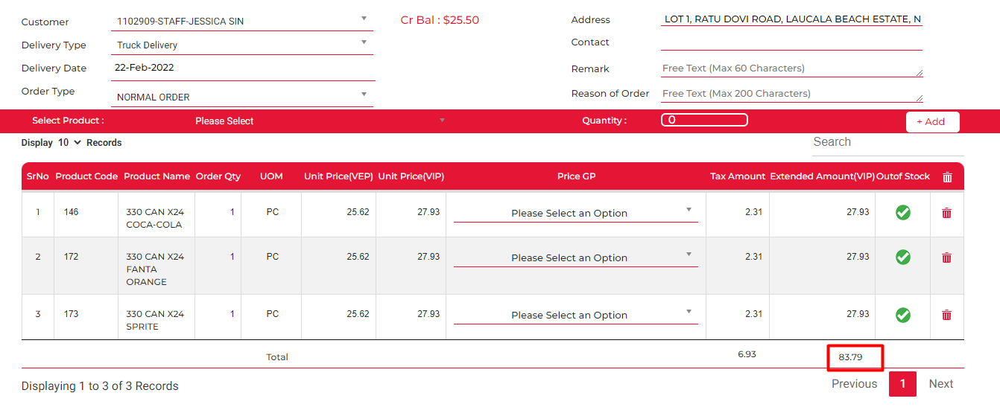 Customer 1102909-STAFF-JESSICA SIN Cr Bal : $25.50 Address LOT 1, RATU DOVI ROAD, LAUCALA BEACH ESTATE, N
Delivery Type Truck Delivery Contact
Delivery Date 22-Feb-2022 Remark Free Text (Max 60 Characters)
Order Type NORMAL ORDER Reason of Order Free Text (Max 200 Characters)
Select Product : Please Select Quantity : 0 + Add
Display 10 Records Search
SrNo Product Code Product Name Order Qty UOM Unit Price(VEP) Unit Price(VIP) Price GP Tax Amount Extended Amount(VIP) Outof Stock
1 146 330 CAN X24 1 PC 25.62 27.93 Please Select an Option 2.31 27.93
COCA-COLA
2 172 330 CAN X24 1 PC 25.62 27.93 Please Select an Option 2.31 27.93
FANTA
ORANGE
3 173 330 CAN X24 1 PC 25.62 27.93 Please Select an Option 2.31 27.93
SPRITE
Total 6.93 83.79
Displaying 1 to 3 of 3 Records Previous 1 Next